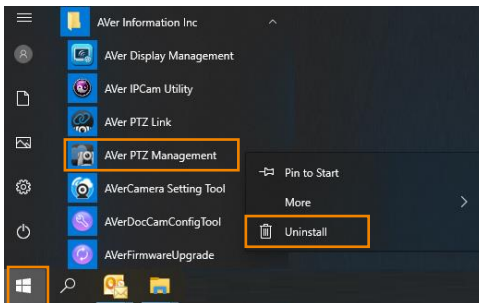 AVer Information Inc
AVer Display Management
AVer IPCam Utility
AVer PTZ Link
AVer PTZ Management
Pin to Start
AVerCamera Setting Tool
More
AVerDocCamConfigTool
Uninstall
AVerFirmwareUpgrade